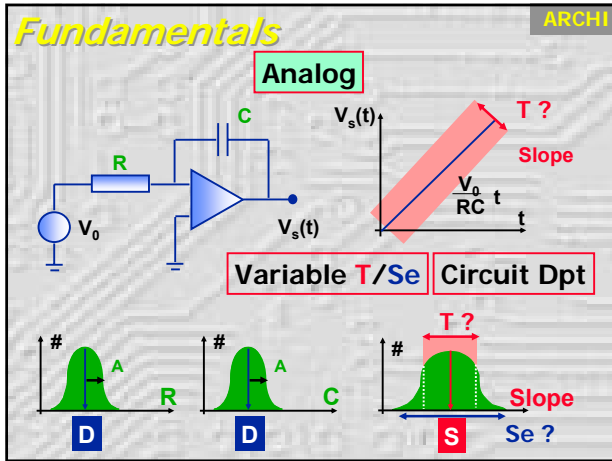 Fundamentals
ARCHI
Analog
C
R
V0
Vs(t)
Vs(t)
T ?
Slope
V0
RC
t
t
Variable T/Se
Circuit Dpt
#
A
R
D
#
A
C
D
T ?
#
Slope
S
Se ?